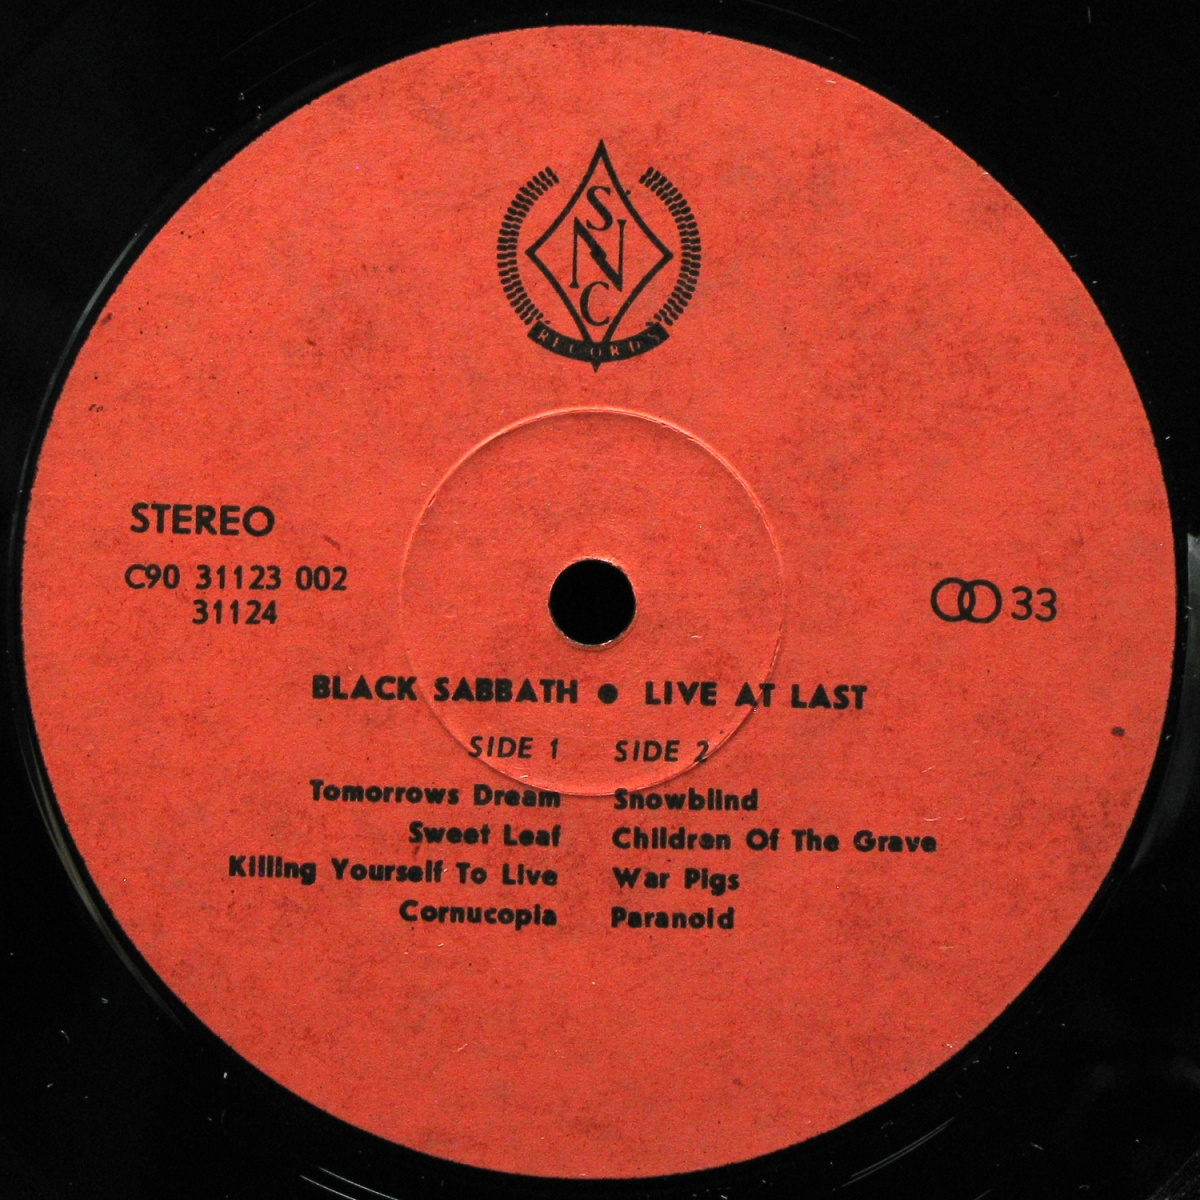 S
N
C
RECORDS
STEREO
C90 31123 002
31124
33
BLACK SABBATH ● LIVE AT LAST
SIDE 1 SIDE 2
Tomorrows Dream Snowblind
Sweet Leaf Children Of The Grave
Killing Yourself To Live War Pigs
Cornucopia Paranoid